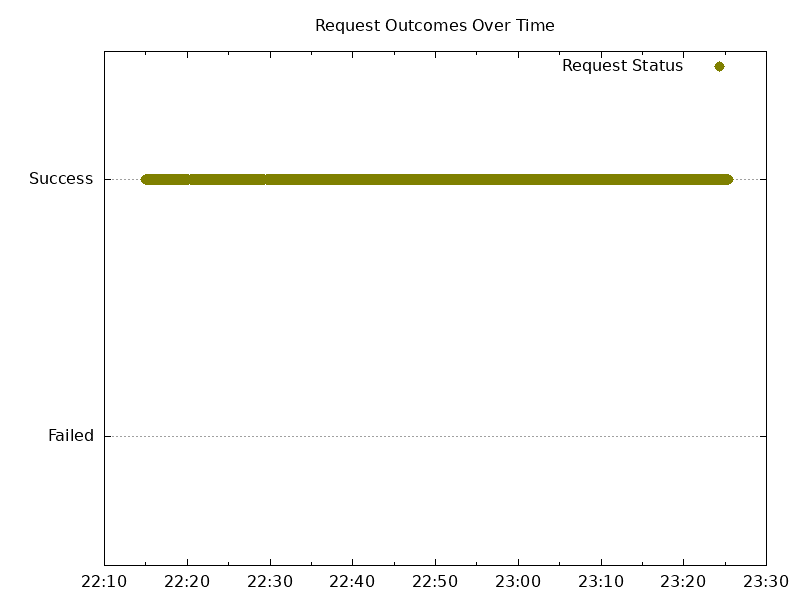 Request Outcomes Over Time
Request Status
Success
Failed
22:10 22:20 22:30 22:40 22:50 23:00 23:10 23:20 23:30